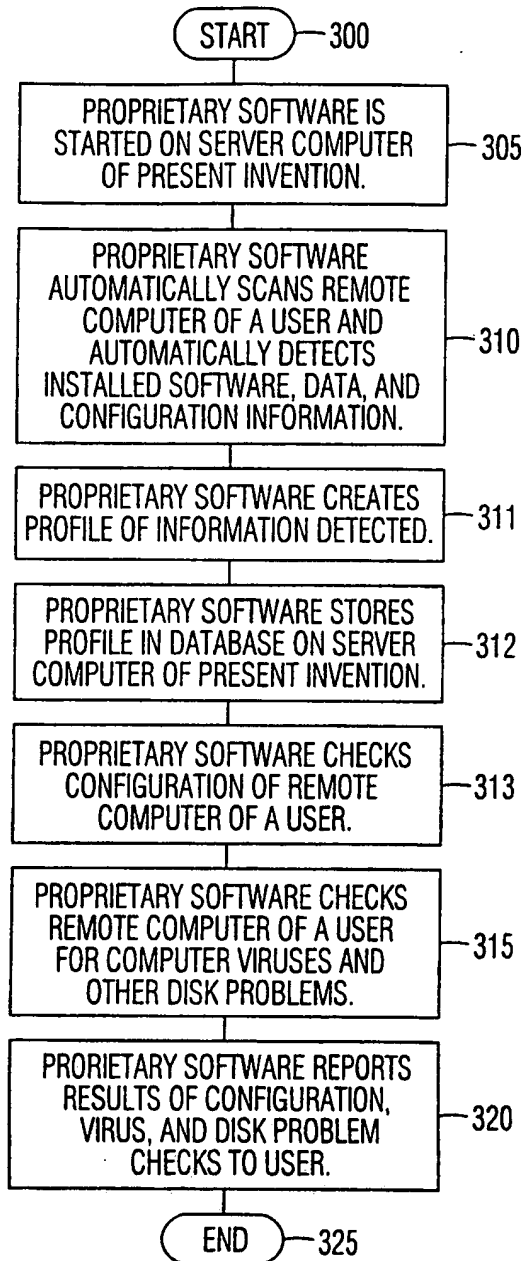 START 300
PROPRIETARY SOFTWARE IS
STARTED ON SERVER COMPUTER
OF PRESENT INVENTION.
305
PROPRIETARY SOFTWARE
AUTOMATICALLY SCANS REMOTE
COMPUTER OF A USER AND
AUTOMATICALLY DETECTS
INSTALLED SOFTWARE, DATA, AND
CONFIGURATION INFORMATION.
310
PROPRIETARY SOFTWARE CREATES
PROFILE OF INFORMATION DETECTED.
311
PROPRIETARY SOFTWARE STORES
PROFILE IN DATABASE ON SERVER
COMPUTER OF PRESENT INVENTION.
312
PROPRIETARY SOFTWARE CHECKS
CONFIGURATION OF REMOTE
COMPUTER OF A USER.
313
PROPRIETARY SOFTWARE CHECKS
REMOTE COMPUTER OF A USER
FOR COMPUTER VIRUSES AND
OTHER DISK PROBLEMS.
315
PRORIETARY SOFTWARE REPORTS
RESULTS OF CONFIGURATION,
VIRUS, AND DISK PROBLEM
CHECKS TO USER.
320
END 325